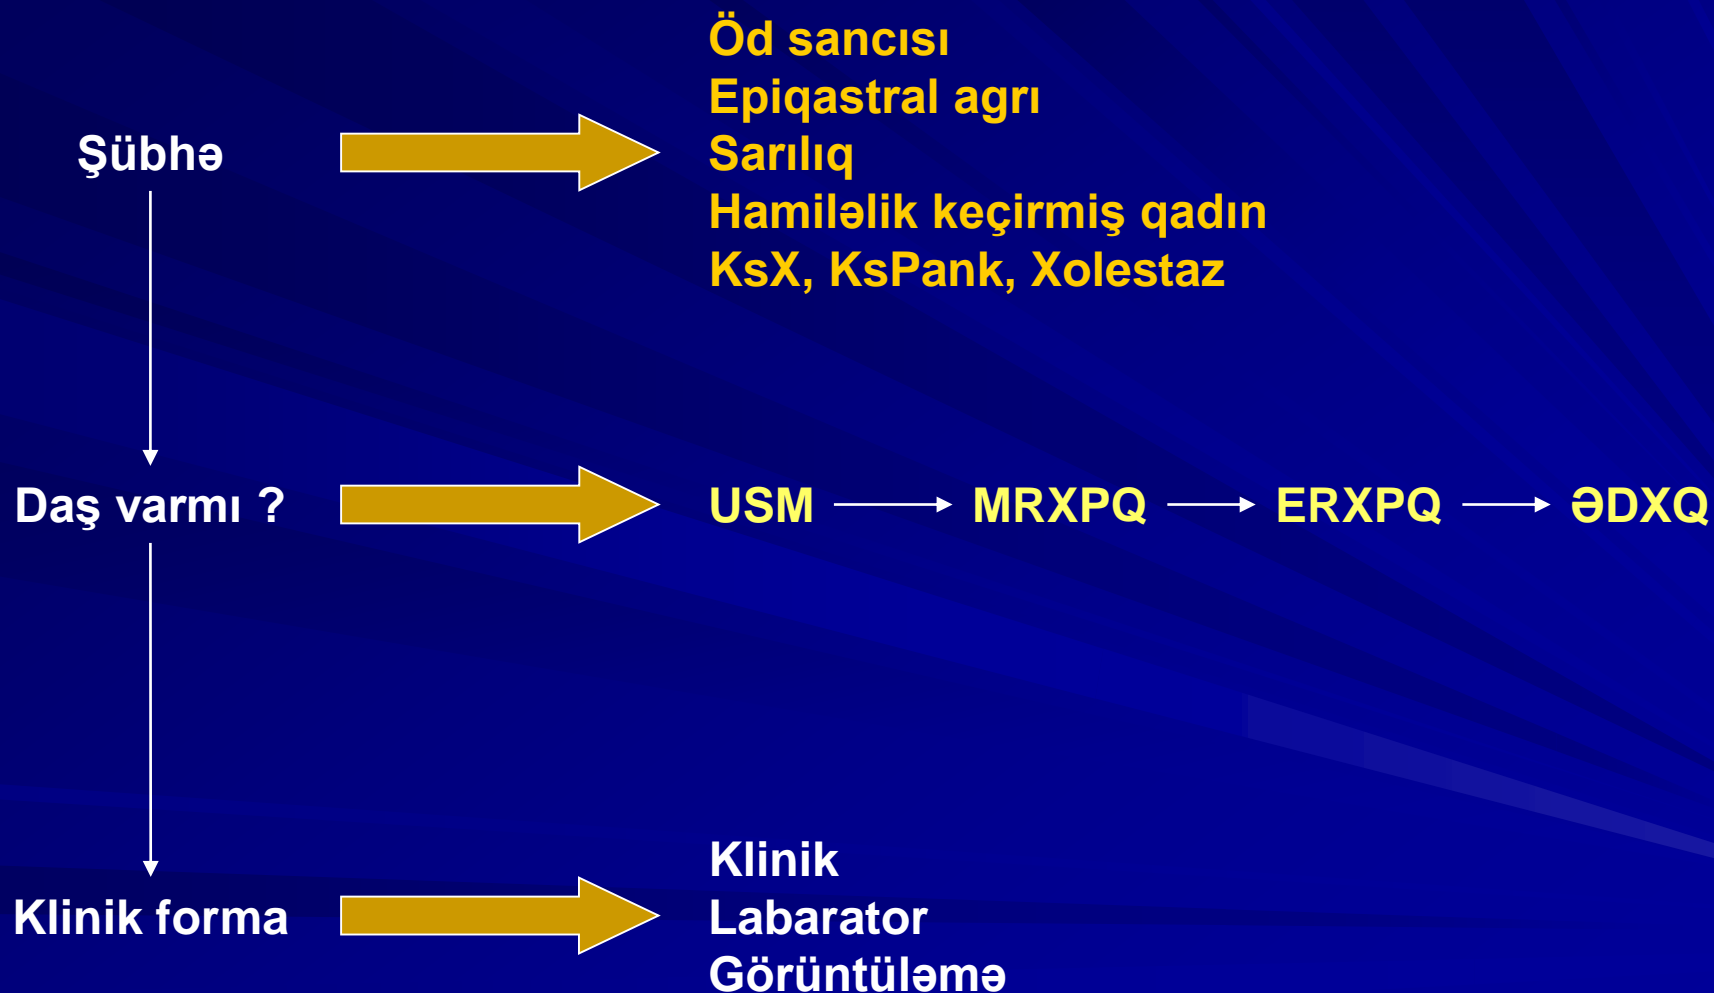 Öd sancısı
Epiqastral agrı
Şübhə
Sarılıq
Hamiləlik keçirmiş qadın
KsX, KsPank, Xolestaz
Daş varmı ?
USM
MRXPQ
ERXPQ
ƏDXQ
Klinik
Klinik forma
Labarator
Görüntüləmə